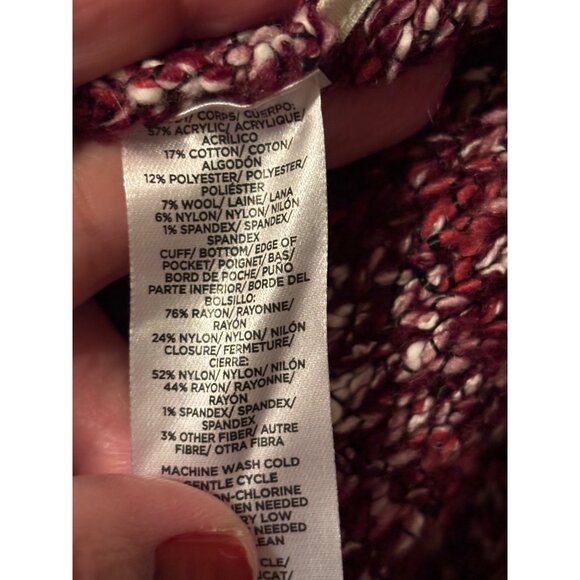 CORPS/ CUERPO:
57% ACRYLIC/ ACRYLIQUE/
ACRÍLICO
17% COTTON/ COTON/
ALGODÓN
12% POLYESTER/ POLYESTER/
POLIÉSTER
7% WOOL/ LAINE/ LANA
6% NYLON/ NYLON/ NILÓN
1% SPANDEX/ SPANDEX/
SPANDEX
CUFF/ BOTTOM/ EDGE OF
POCKET/ POIGNET/ BAS/
BORD DE POCHE/ PUÑO
PARTE INFERIOR/ BORDE DEL
BOLSILLO:
76% RAYON/ RAYONNE/
RAYÓN
24% NYLON/ NYLON/ NILÓN
CLOSURE/ FERMETURE/
CIERRE:
52% NYLON/ NYLON/ NILÓN
44% RAYON/ RAYONNE/
RAYÓN
1% SPANDEX/ SPANDEX/
SPANDEX
3% OTHER FIBER/ AUTRE
FIBRE/ OTRA FIBRA
MACHINE WASH COLD
GENTLE CYCLE
NEEDED
LOW
NEEDED